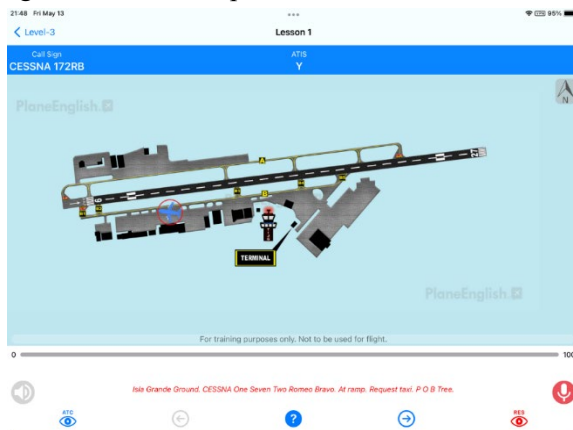 21:48 Fri May 13
95%
Level-3
Lesson 1
Call Sign
CESSNA 172RB
ATIS
Y
PlaneEnglish
N
A
27
9
B
TERMINAL
PlaneEnglish
For training purposes only. Not to be used for flight.
0
100
Isla Grande Ground. CESSNA One Seven Two Romeo Bravo. At ramp. Request taxi. P O B Tree.
ATC
?
RES